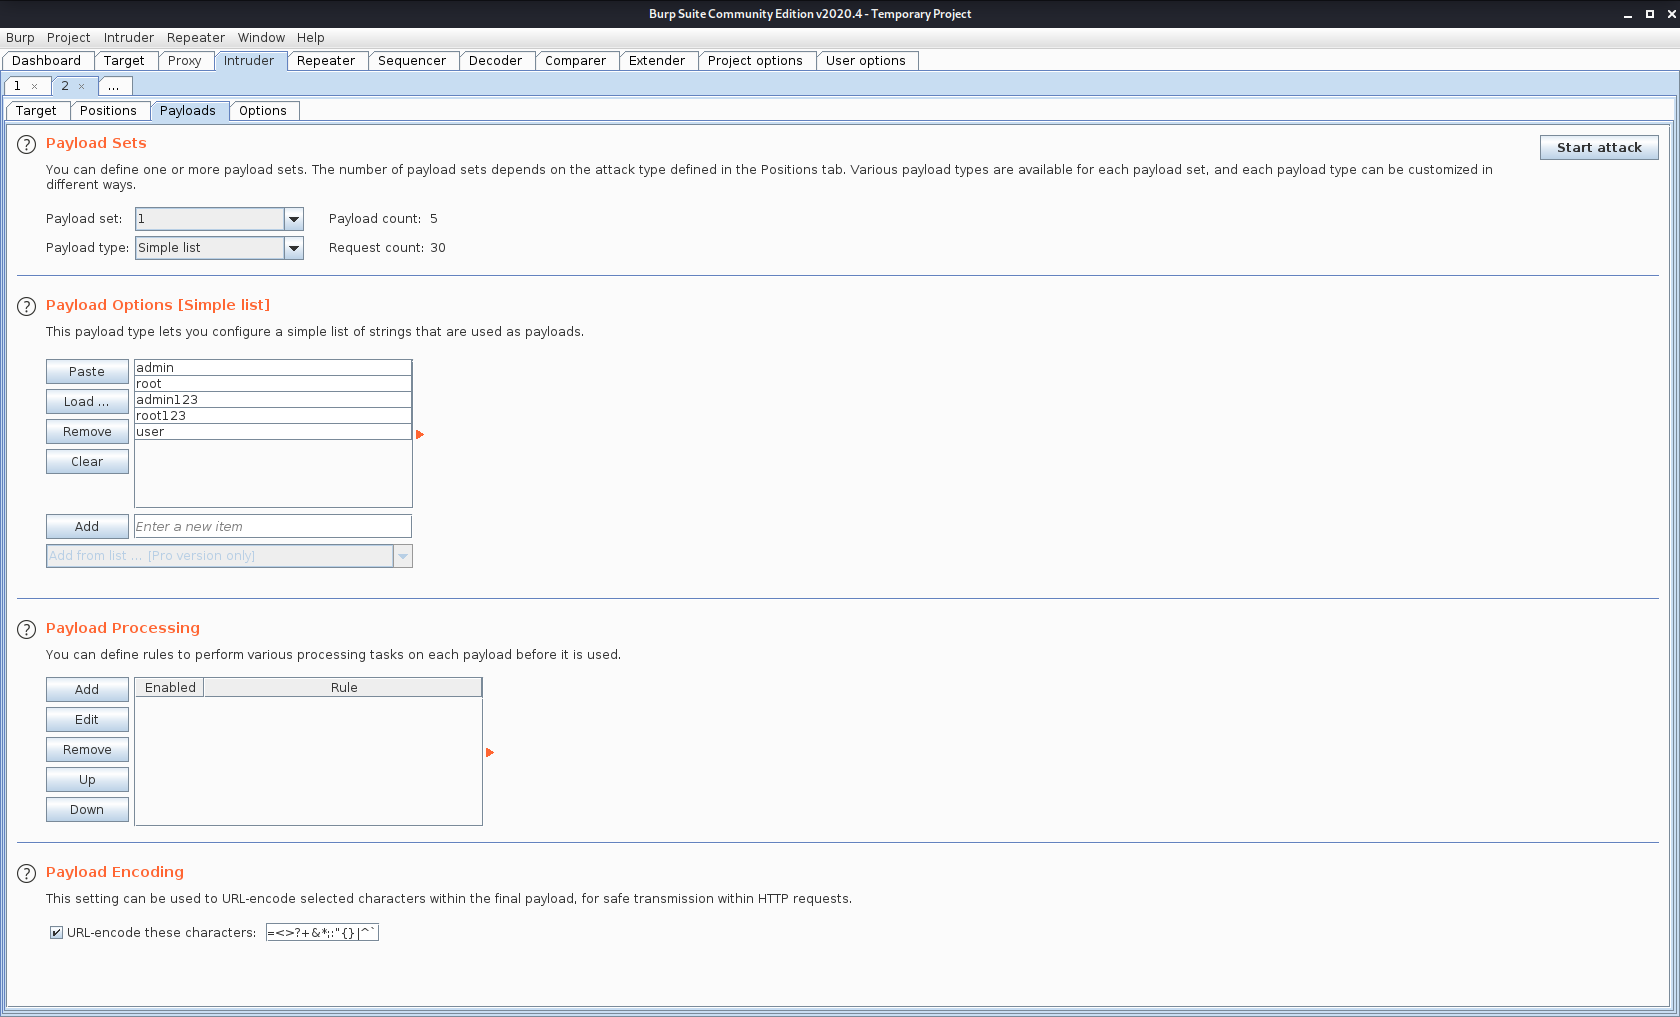 Burp Suite Community Edition v2020.4 - Temporary Project
Burp Project Intruder Repeater Window Help
Dashboard Target Proxy Intruder Repeater Sequencer Decoder Comparer Extender Project options User options
1 × 2 × ...
Target Positions Payloads Options
? Payload Sets
Start attack
You can define one or more payload sets. The number of payload sets depends on the attack type defined in the Positions tab. Various payload types are available for each payload set, and each payload type can be customized in
different ways.
Payload set: 1 Payload count: 5
Payload type: Simple list Request count: 30
? Payload Options [Simple list]
This payload type lets you configure a simple list of strings that are used as payloads.
Paste
Load ...
Remove
Clear
admin
root
admin123
root123
user
Add Enter a new item
Add from list ... [Pro version only]
? Payload Processing
You can define rules to perform various processing tasks on each payload before it is used.
Add
Edit
Remove
Up
Down
Enabled Rule
? Payload Encoding
This setting can be used to URL-encode selected characters within the final payload, for safe transmission within HTTP requests.
URL-encode these characters: =<>?+&*;:"{}|^`